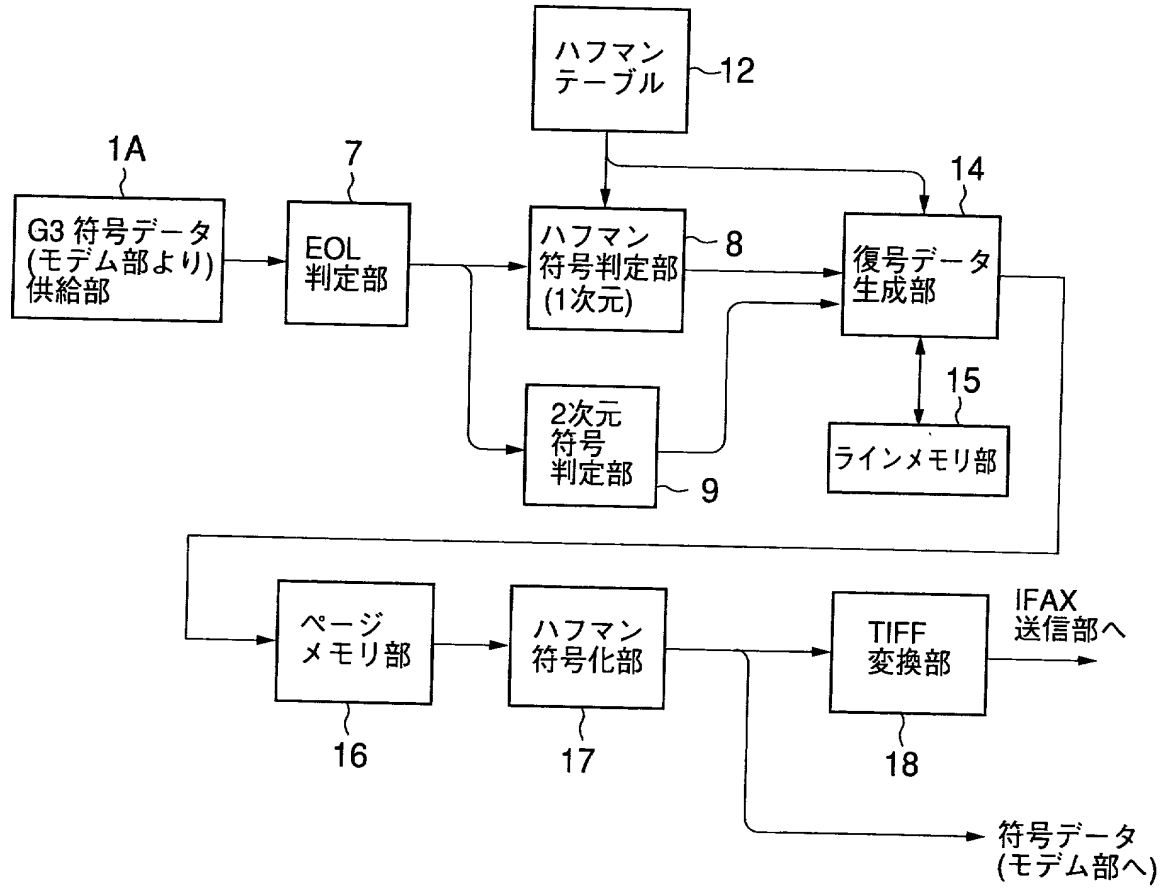 ハフマン
テーブル
12
1A
G3 符号データ
(モデム部より)
供給部
7
EOL
判定部
ハフマン
符号判定部
(1次元)
8
14
復号データ
生成部
2次元
符号
判定部
9
15
ラインメモリ部
ページ
メモリ部
16
ハフマン
符号化部
17
TIFF
変換部
18
IFAX
送信部へ
符号データ
(モデム部へ)